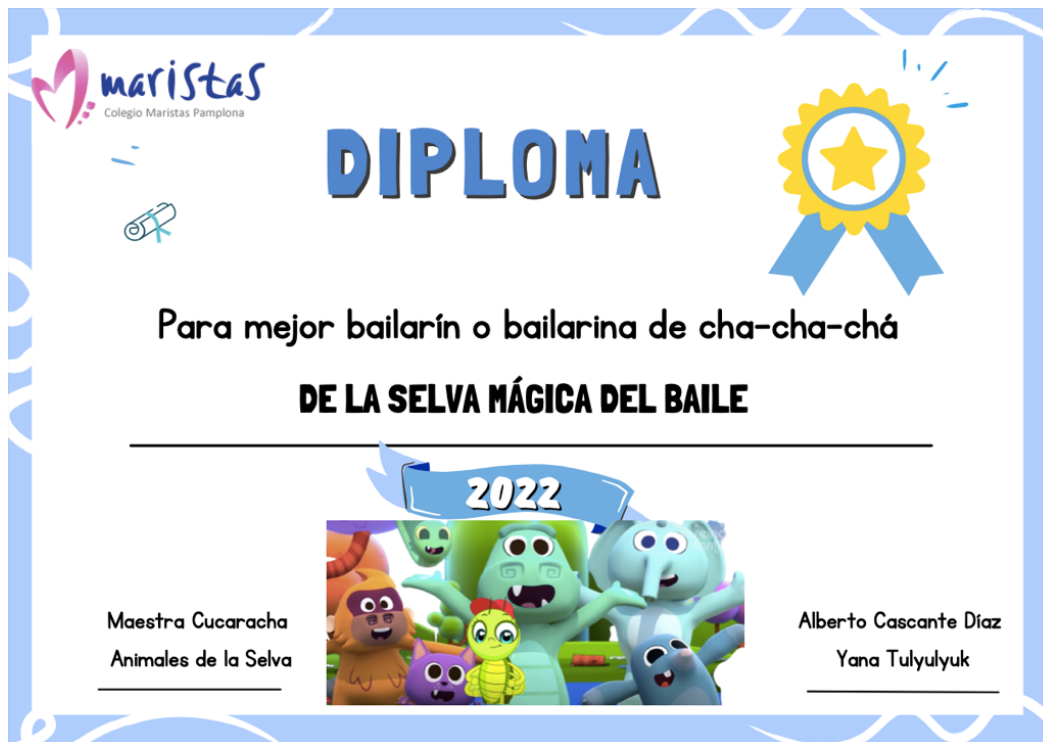 maristas
Colegio Maristas Pamplona
DIPLOMA
Para mejor bailarín o bailarina de cha-cha-chá
DE LA SELVA MÁGICA DEL BAILE
2022
Maestra Cucaracha
Animales de la Selva
Alberto Cascante Díaz
Yana Tulyulyuk